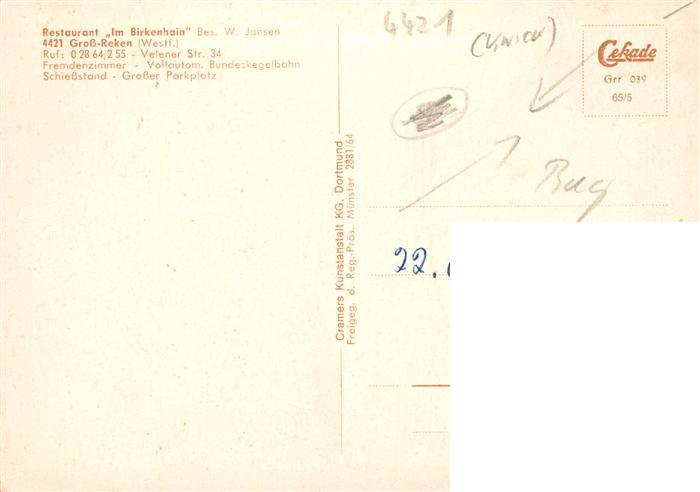 Restaurant „Im Birkenhain" Bes. W. Jansen
4421 Groß-Reken (Westf.)
Ruf: 0 28 64/2 55 - Velener Str. 34
Fremdenzimmer - Vollautom. Bundeskegelbahn
Schießstand - Großer Parkplatz
4421
Cekade
Grr 039
65/5
Cramers Kunstanstalt KG, Dortmund
Freigeg. d. Reg.-Präs. Münster 2881/64
22.